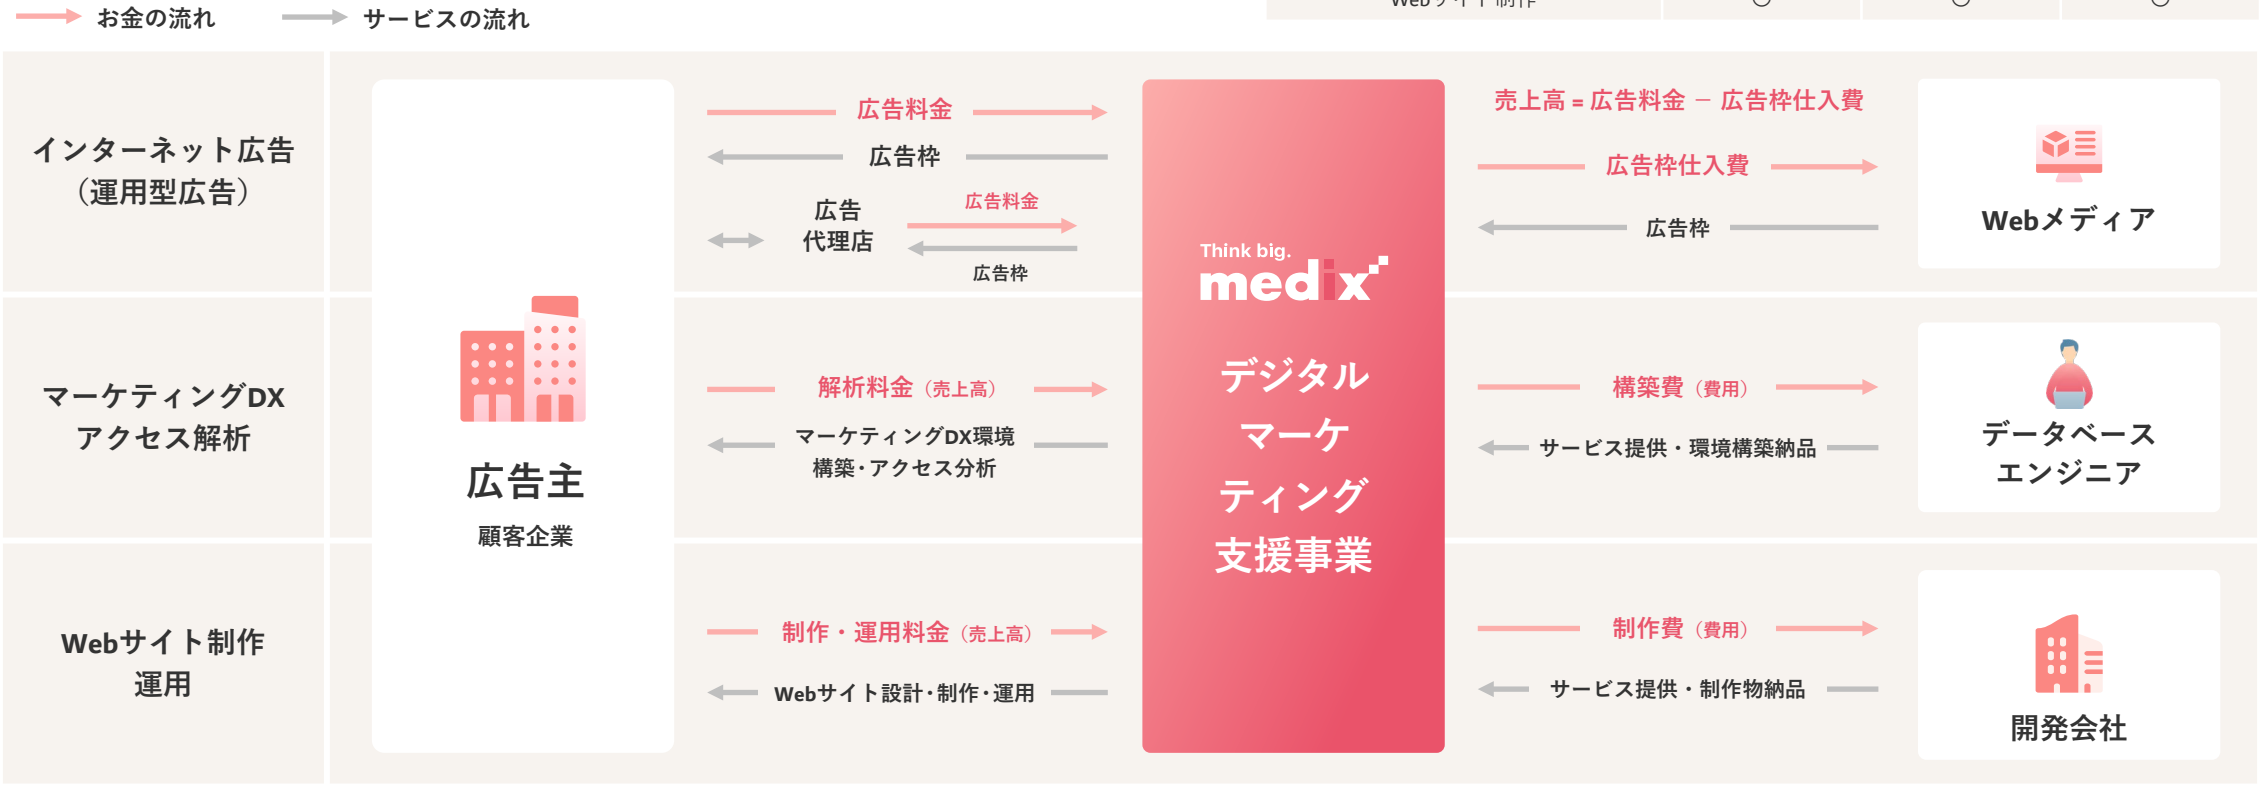 お金の流れ
サービスの流れ
Webサイト制作 〇 〇 〇
インターネット広告
（運用型広告）
広告料金
広告枠
広告
代理店
広告料金
広告枠
売上高 = 広告料金 － 広告枠仕入費
広告枠仕入費
広告枠
Webメディア
Think big.
medix
デジタル
マーケ
ティング
支援事業
広告主
顧客企業
マーケティングDX
アクセス解析
解析料金（売上高）
マーケティングDX環境
構築・アクセス分析
構築費（費用）
サービス提供・環境構築納品
データベース
エンジニア
Webサイト制作
運用
制作・運用料金（売上高）
Webサイト設計・制作・運用
制作費（費用）
サービス提供・制作物納品
開発会社